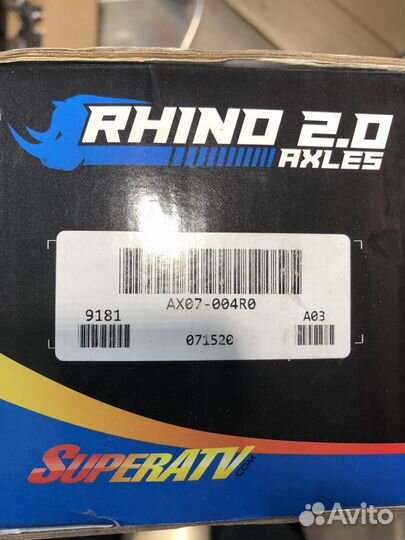 RHINO 2.0
AXLES
AX07-004R0
9181
071520
A03
SUPERATV
.COM
Avito